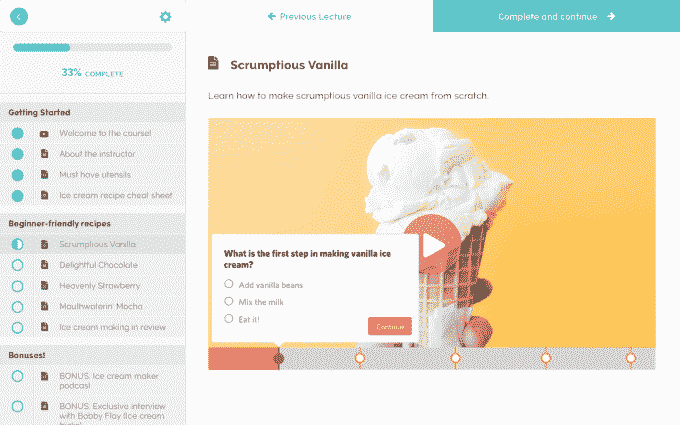 Previous Lecture
Complete and continue
33% COMPLETE
Getting Started
Welcome to the course!
About the instructor
Must have utensils
Ice cream recipe cheat sheet
Beginner-friendly recipes
Scrumptious Vanilla
Delightful Chocolate
Heavenly Strawberry
Mouthwaterin' Mocha
Ice cream making in review
Bonuses!
BONUS: Ice cream maker
podcast
BONUS: Exclusive interview
with Bobby Flay (Ice cream
Scrumptious Vanilla
Learn how to make scrumptious vanilla ice cream from scratch.
What is the first step in making vanilla ice
cream?
Add vanilla beans
Mix the milk
Eat it!
Continue